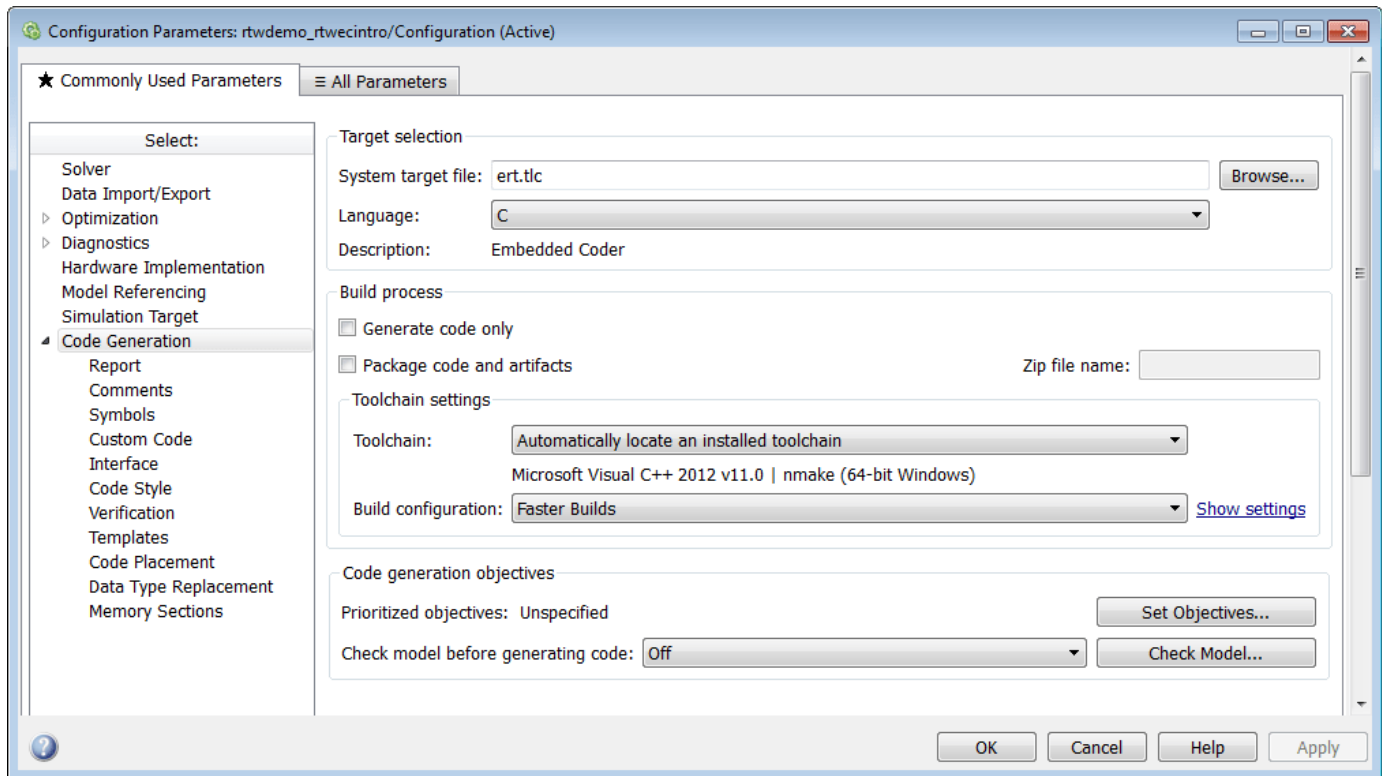 Configuration Parameters: rtwdemo_rtwecintro/Configuration (Active)
★ Commonly Used Parameters
≡ All Parameters
Select:
Solver
Data Import/Export
Optimization
Diagnostics
Hardware Implementation
Model Referencing
Simulation Target
Code Generation
Report
Comments
Symbols
Custom Code
Interface
Code Style
Verification
Templates
Code Placement
Data Type Replacement
Memory Sections
Target selection
System target file: ert.tlc Browse...
Language: C
Description: Embedded Coder
Build process
Generate code only
Package code and artifacts Zip file name:
Toolchain settings
Toolchain: Automatically locate an installed toolchain
Microsoft Visual C++ 2012 v11.0 | nmake (64-bit Windows)
Build configuration: Faster Builds Show settings
Code generation objectives
Prioritized objectives: Unspecified Set Objectives...
Check model before generating code: Off Check Model...
? OK Cancel Help Apply